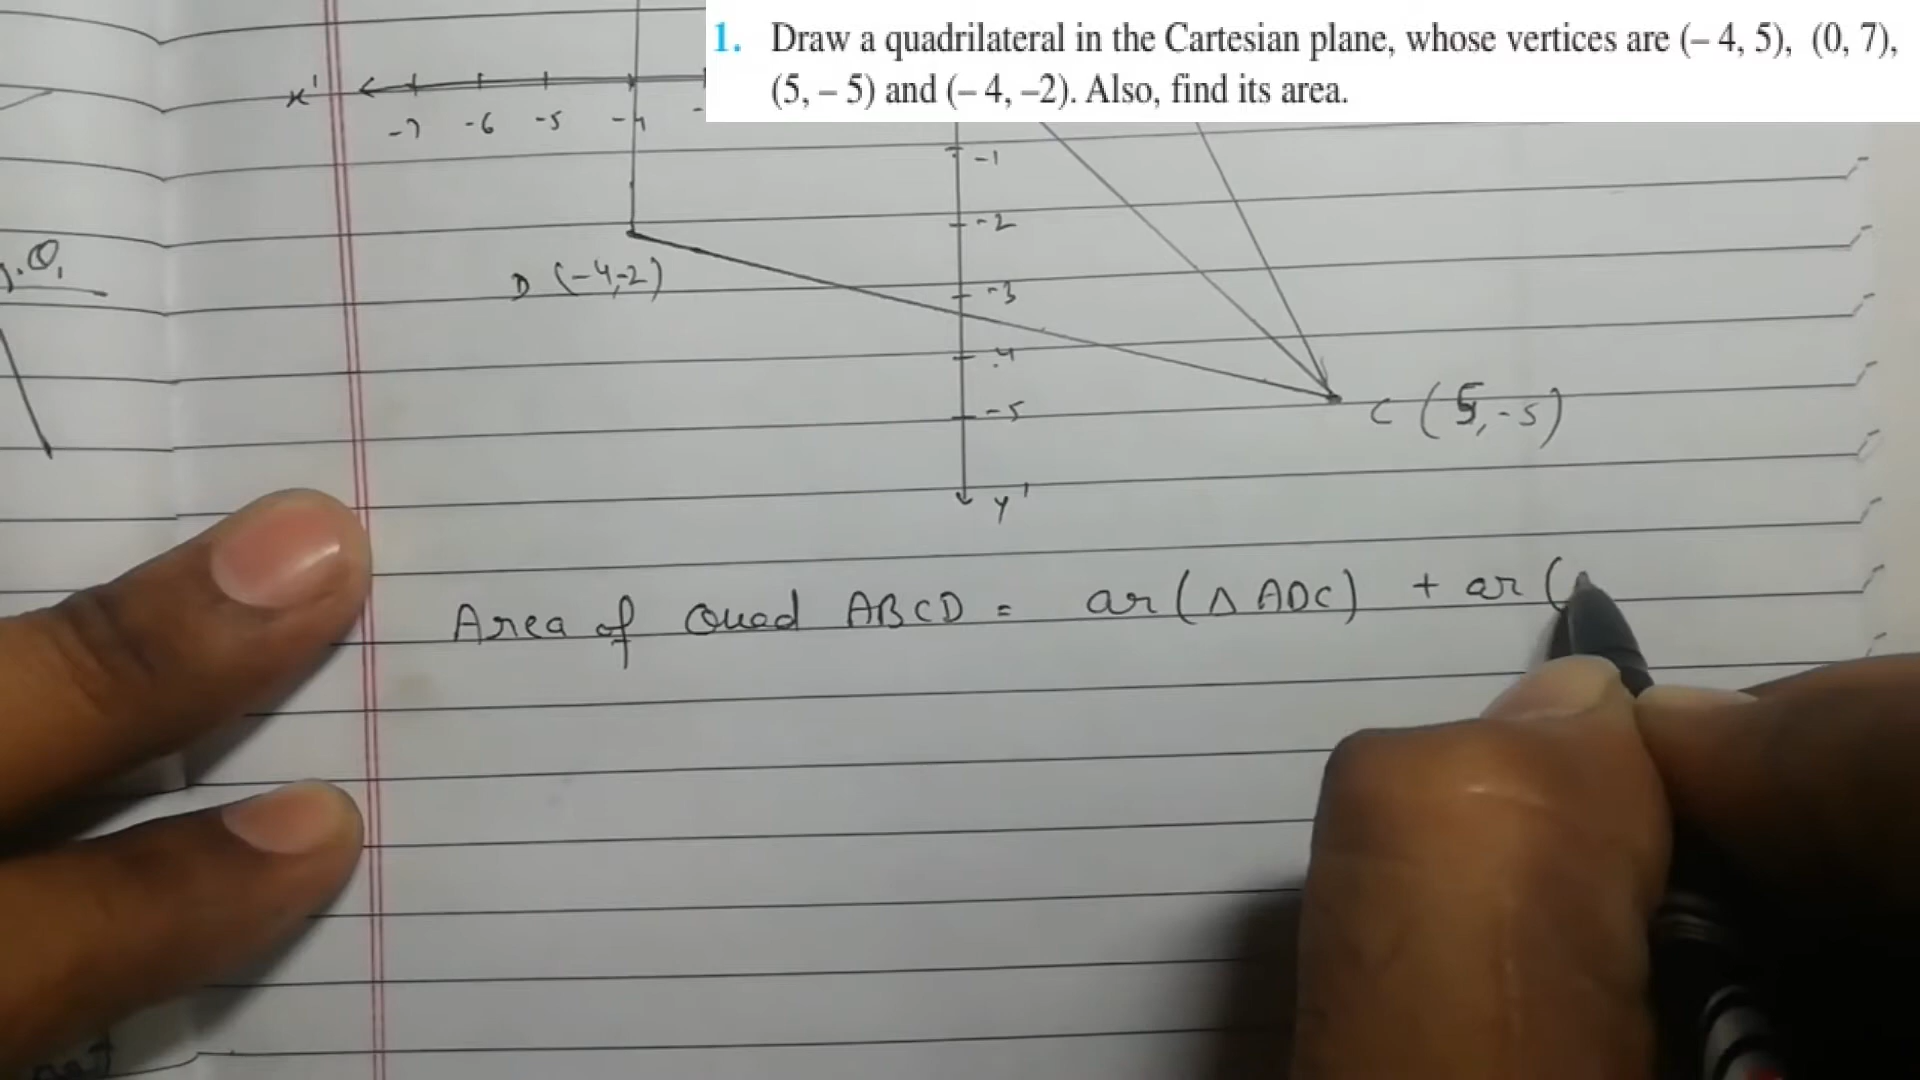 1. Draw a quadrilateral in the Cartesian plane, whose vertices are (– 4, 5), (0, 7),
(5, – 5) and (– 4, –2). Also, find its area.
x'
-7 -6 -5 -4
-1
-2
D (-4,-2)
-3
-4
-5
C (5,-5)
y'
Area of Quad ABCD = ar(△ADC) + ar(